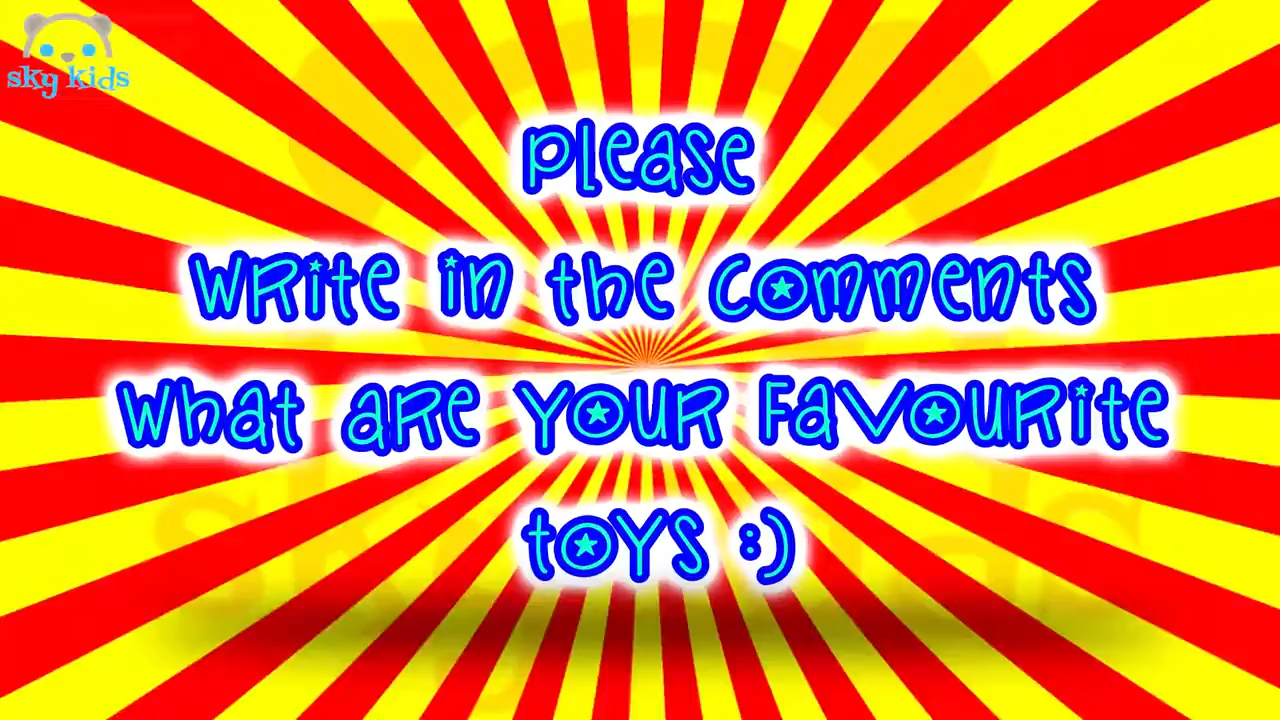 sky kids
Please
Write in the Comments
What are Your Favourite
toys :)